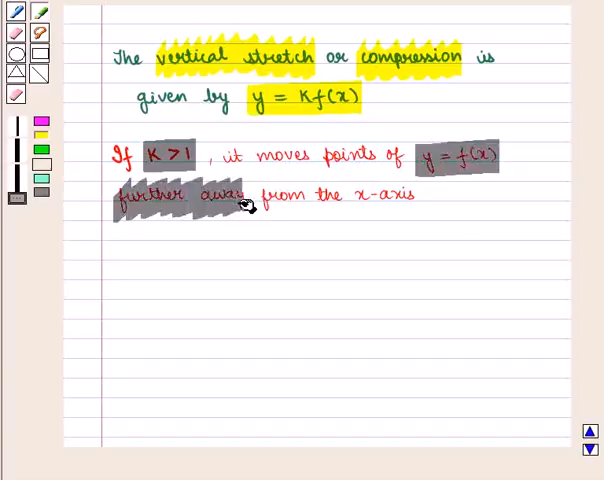 The vertical stretch or compression is
given by y = Kf(x)
If K > 1 , it moves points of y = f(x)
further away from the x-axis